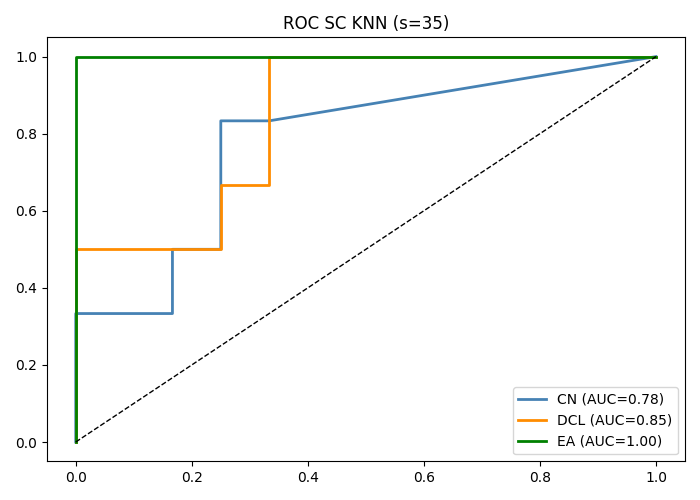 ROC SC KNN (s=35)
1.0
0.8
0.6
0.4
0.2
0.0
0.0 0.2 0.4 0.6 0.8 1.0
CN (AUC=0.78)
DCL (AUC=0.85)
EA (AUC=1.00)